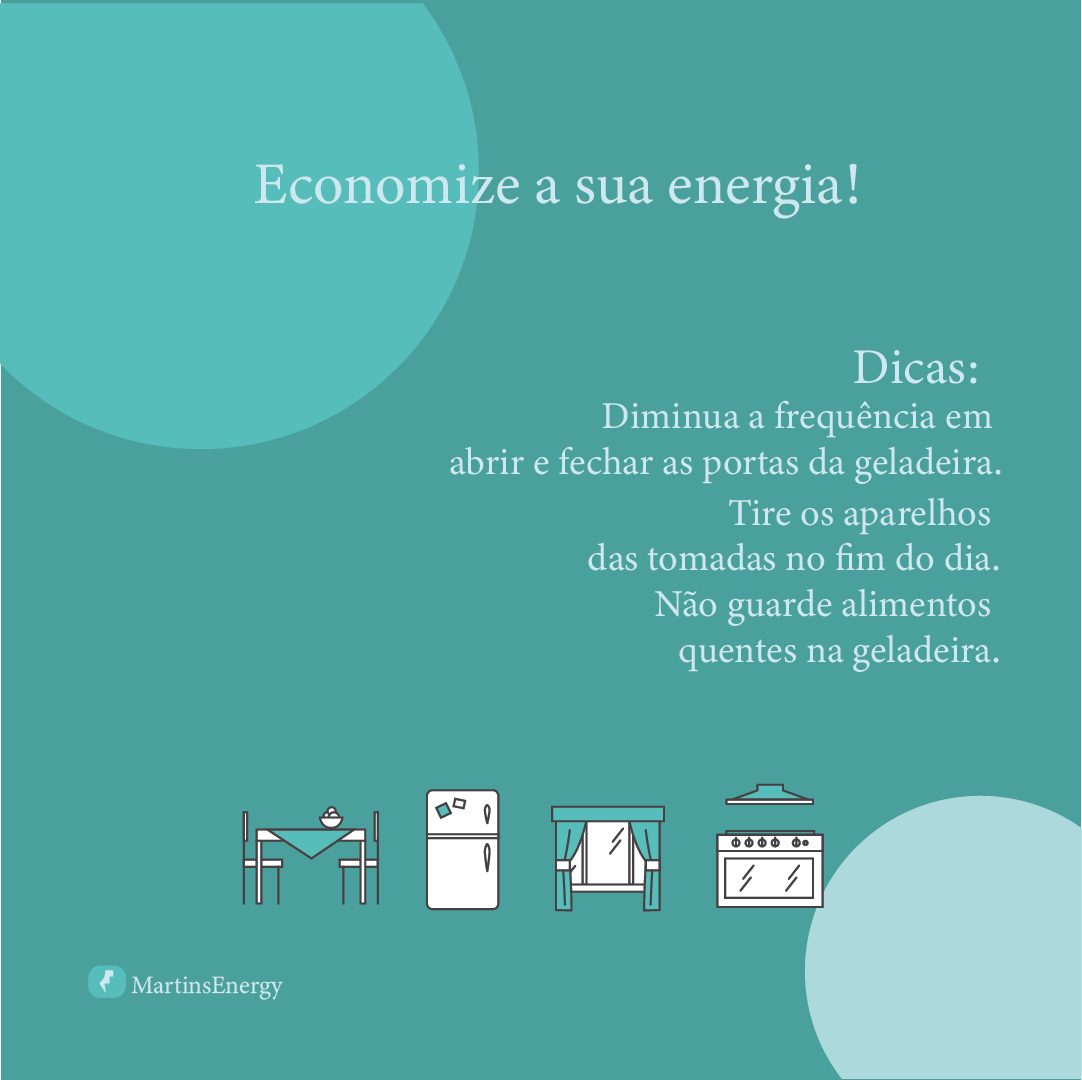 Economize a sua energia!
Dicas:
Diminua a frequência em
abrir e fechar as portas da geladeira.
Tire os aparelhos
das tomadas no fim do dia.
Não guarde alimentos
quentes na geladeira.
MartinsEnergy